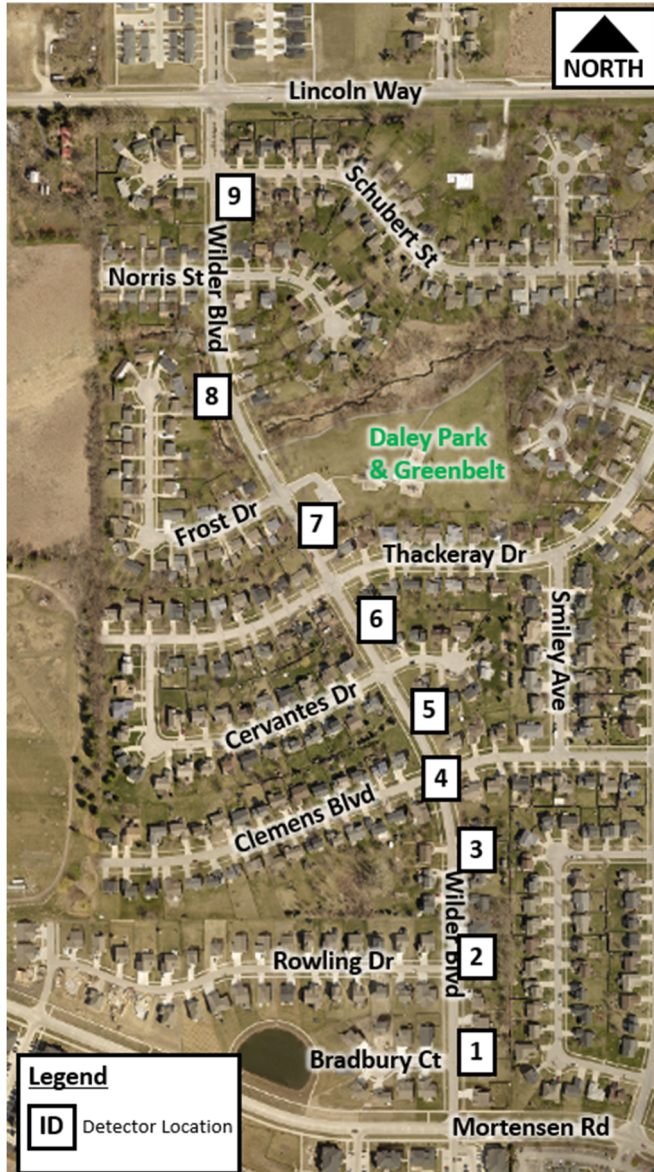 NORTH
Lincoln Way
Schubert St
9
Wilder Blvd
Norris St
8
Daley Park
& Greenbelt
Frost Dr
7
Thackeray Dr
6
Smiley Ave
Cervantes Dr
5
4
Clemens Blvd
3
Wilder Blvd
2
Rowling Dr
1
Bradbury Ct
Mortensen Rd
Legend
ID Detector Location